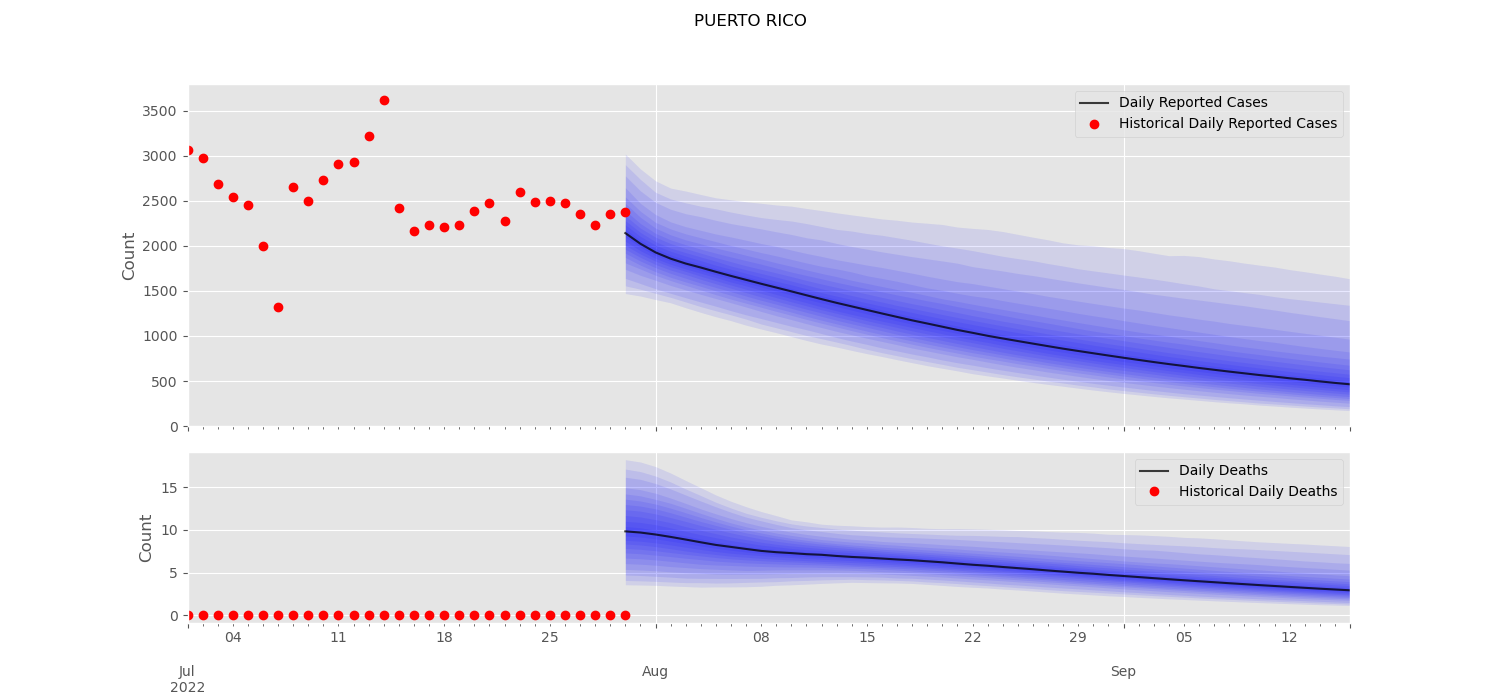 PUERTO RICO
Count
3500
3000
2500
2000
1500
1000
500
0
Daily Reported Cases
Historical Daily Reported Cases
Count
15
10
5
0
Daily Deaths
Historical Daily Deaths
04 11 18 25 08 15 22 29 05 12
Jul Aug Sep
2022